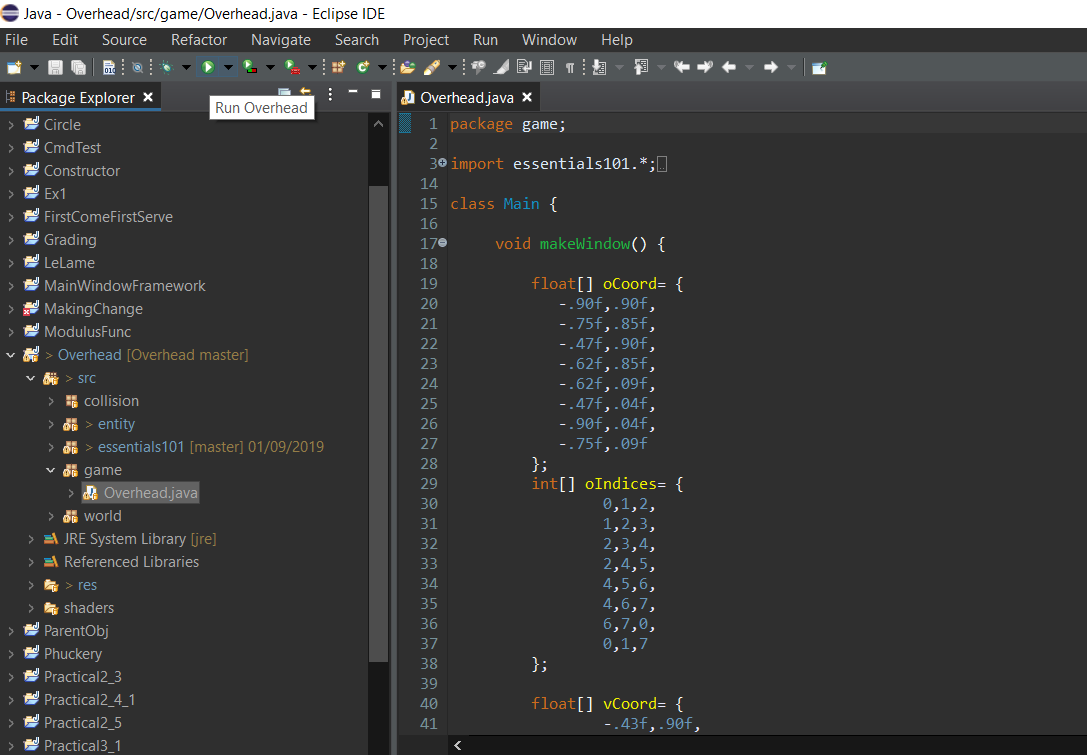 Java - Overhead/src/game/Overhead.java - Eclipse IDE
File Edit Source Refactor Navigate Search Project Run Window Help
Package Explorer
Run Overhead
Circle
CmdTest
Constructor
Ex1
FirstComeFirstServe
Grading
LeLame
MainWindowFramework
MakingChange
ModulusFunc
> Overhead [Overhead master]
> src
collision
> entity
> essentials101 [master] 01/09/2019
game
Overhead.java
world
JRE System Library [jre]
Referenced Libraries
> res
shaders
ParentObj
Phuckery
Practical2_3
Practical2_4_1
Practical2_5
Practical3_1
Overhead.java
1 package game;
2
3 import essentials101.*;
14
15 class Main {
16
17 void makeWindow() {
18
19 float[] oCoord= {
20 -.90f,.90f,
21 -.75f,.85f,
22 -.47f,.90f,
23 -.62f,.85f,
24 -.62f,.09f,
25 -.47f,.04f,
26 -.90f,.04f,
27 -.75f,.09f
28 };
29 int[] oIndices= {
30 0,1,2,
31 1,2,3,
32 2,3,4,
33 2,4,5,
34 4,5,6,
35 4,6,7,
36 6,7,0,
37 0,1,7
38 };
39
40 float[] vCoord= {
41 -.43f,.90f,